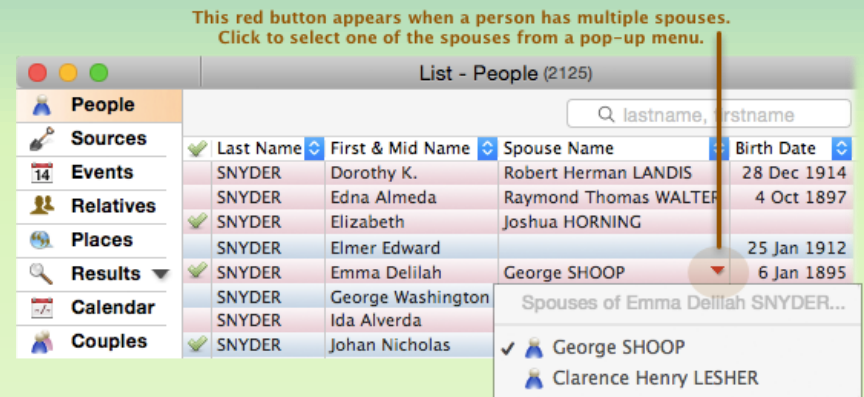 This red button appears when a person has multiple spouses.
Click to select one of the spouses from a pop-up menu.
List - People (2125)
People
lastname, firstname
Sources
Last Name First & Mid Name Spouse Name Birth Date
14 Events
SNYDER Dorothy K. Robert Herman LANDIS 28 Dec 1914
Relatives
SNYDER Edna Almeda Raymond Thomas WALTER 4 Oct 1897
SNYDER Elizabeth Joshua HORNING
Places
SNYDER Elmer Edward 25 Jan 1912
Results
SNYDER Emma Delilah George SHOOP 6 Jan 1895
SNYDER George Washington
Spouses of Emma Delilah SNYDER...
Calendar
SNYDER Ida Alverda
Couples
SNYDER Johan Nicholas
George SHOOP
Clarence Henry LESHER